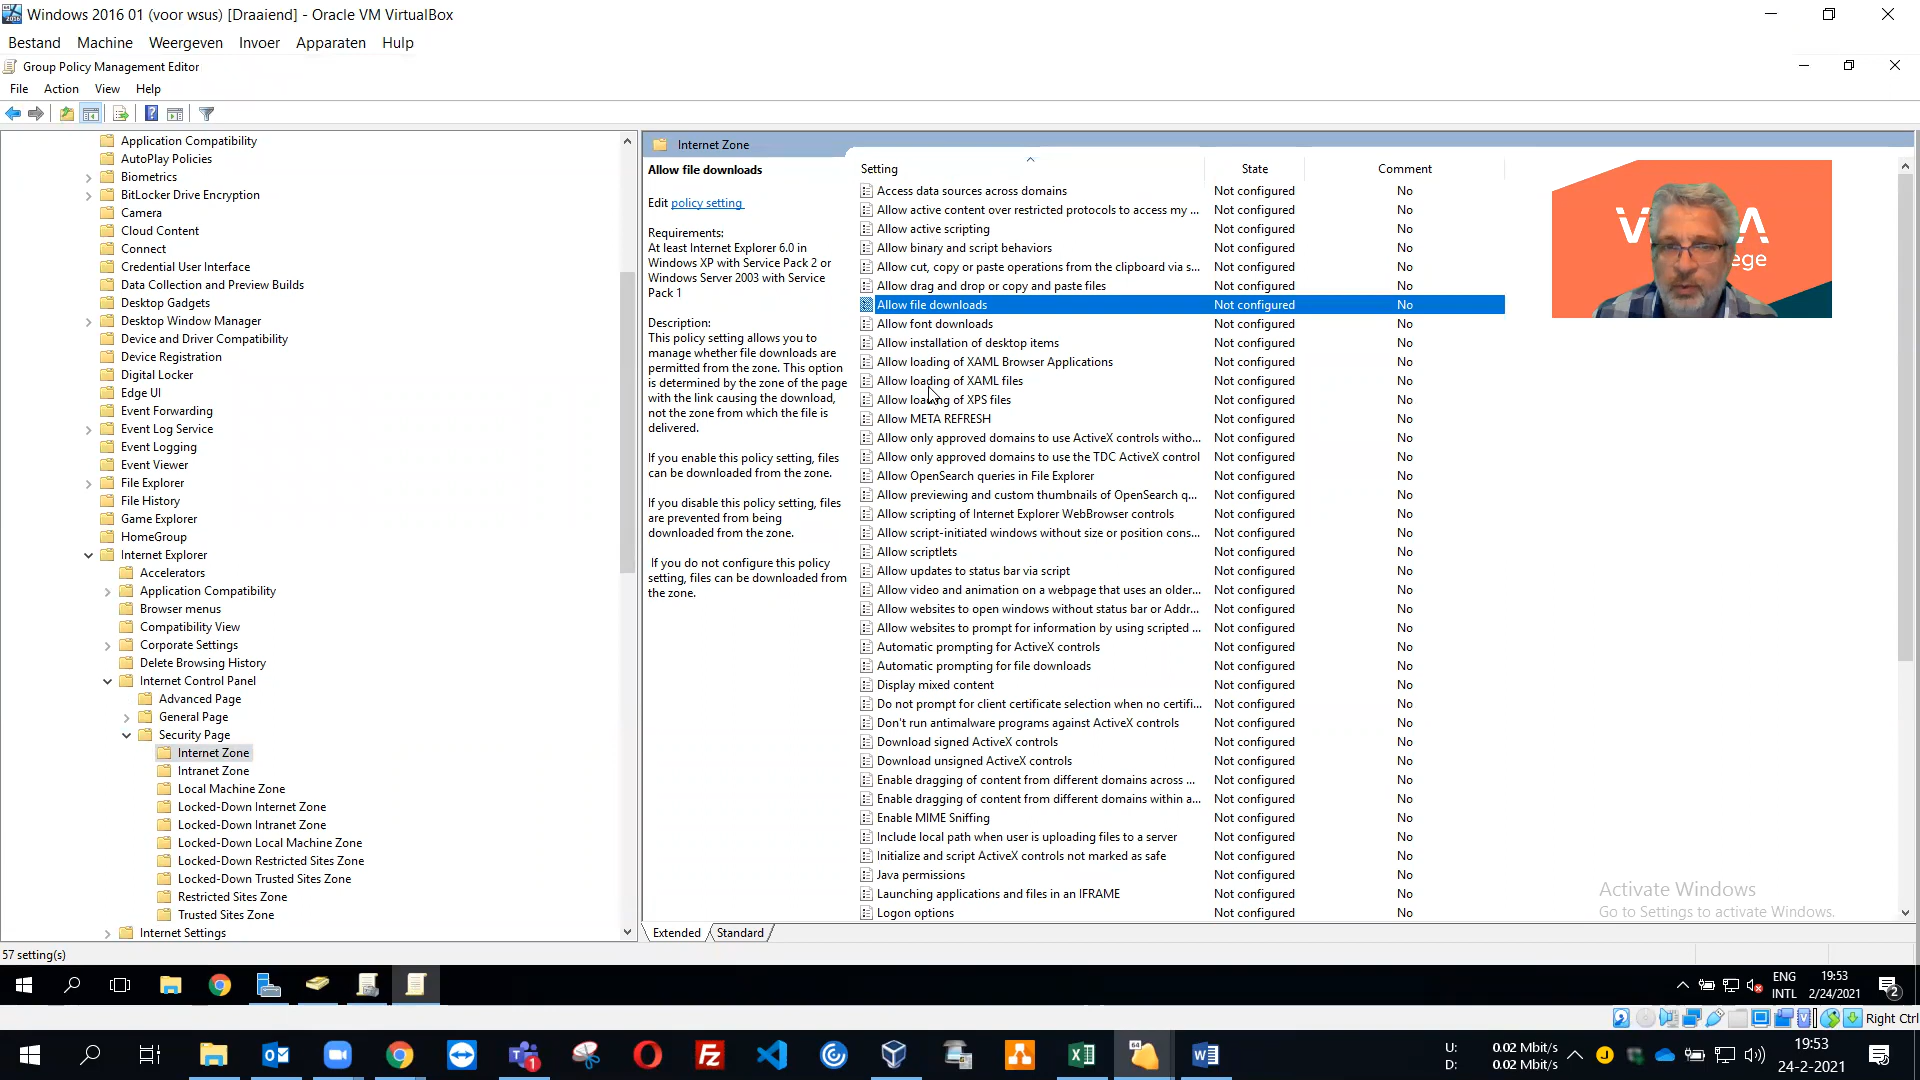 Windows 2016 01 (voor wsus) [Draaiend] - Oracle VM VirtualBox
Bestand Machine Weergeven Invoer Apparaten Hulp
Group Policy Management Editor
File Action View Help
Application Compatibility
AutoPlay Policies
Biometrics
BitLocker Drive Encryption
Camera
Cloud Content
Connect
Credential User Interface
Data Collection and Preview Builds
Desktop Gadgets
Desktop Window Manager
Device and Driver Compatibility
Device Registration
Digital Locker
Edge UI
Event Forwarding
Event Log Service
Event Logging
Event Viewer
File Explorer
File History
Game Explorer
HomeGroup
Internet Explorer
Accelerators
Application Compatibility
Browser menus
Compatibility View
Corporate Settings
Delete Browsing History
Internet Control Panel
Advanced Page
General Page
Security Page
Internet Zone
Intranet Zone
Local Machine Zone
Locked-Down Internet Zone
Locked-Down Intranet Zone
Locked-Down Local Machine Zone
Locked-Down Restricted Sites Zone
Locked-Down Trusted Sites Zone
Restricted Sites Zone
Trusted Sites Zone
Internet Settings
Internet Zone
Allow file downloads
Edit policy setting
Requirements:
At least Internet Explorer 6.0 in
Windows XP with Service Pack 2 or
Windows Server 2003 with Service
Pack 1
Description:
This policy setting allows you to
manage whether file downloads are
permitted from the zone. This option
is determined by the zone of the page
with the link causing the download,
not the zone from which the file is
delivered.
If you enable this policy setting, files
can be downloaded from the zone.
If you disable this policy setting, files
are prevented from being
downloaded from the zone.
If you do not configure this policy
setting, files can be downloaded from
the zone.
Setting State Comment
Access data sources across domains Not configured No
Allow active content over restricted protocols to access my ... Not configured No
Allow active scripting Not configured No
Allow binary and script behaviors Not configured No
Allow cut, copy or paste operations from the clipboard via s... Not configured No
Allow drag and drop or copy and paste files Not configured No
Allow file downloads Not configured No
Allow font downloads Not configured No
Allow installation of desktop items Not configured No
Allow loading of XAML Browser Applications Not configured No
Allow loading of XAML files Not configured No
Allow loading of XPS files Not configured No
Allow META REFRESH Not configured No
Allow only approved domains to use ActiveX controls witho... Not configured No
Allow only approved domains to use the TDC ActiveX control Not configured No
Allow OpenSearch queries in File Explorer Not configured No
Allow previewing and custom thumbnails of OpenSearch q... Not configured No
Allow scripting of Internet Explorer WebBrowser controls Not configured No
Allow script-initiated windows without size or position cons... Not configured No
Allow scriptlets Not configured No
Allow updates to status bar via script Not configured No
Allow video and animation on a webpage that uses an older... Not configured No
Allow websites to open windows without status bar or Addr... Not configured No
Allow websites to prompt for information by using scripted ... Not configured No
Automatic prompting for ActiveX controls Not configured No
Automatic prompting for file downloads Not configured No
Display mixed content Not configured No
Do not prompt for client certificate selection when no certifi... Not configured No
Don't run antimalware programs against ActiveX controls Not configured No
Download signed ActiveX controls Not configured No
Download unsigned ActiveX controls Not configured No
Enable dragging of content from different domains across ... Not configured No
Enable dragging of content from different domains within a... Not configured No
Enable MIME Sniffing Not configured No
Include local path when user is uploading files to a server Not configured No
Initialize and script ActiveX controls not marked as safe Not configured No
Java permissions Not configured No
Launching applications and files in an IFRAME Not configured No
Logon options Not configured No
Activate Windows
Go to Settings to activate Windows.
Extended Standard
57 setting(s)
ENG
INTL
19:53
2/24/2021
2
Right Ctrl
U: 0.02 Mbit/s
D: 0.02 Mbit/s
19:53
24-2-2021